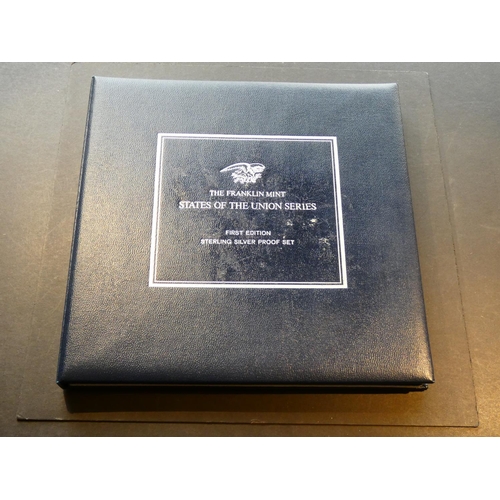 THE FRANKLIN MINT
STATES OF THE UNION SERIES
FIRST EDITION
STERLING SILVER PROOF SET